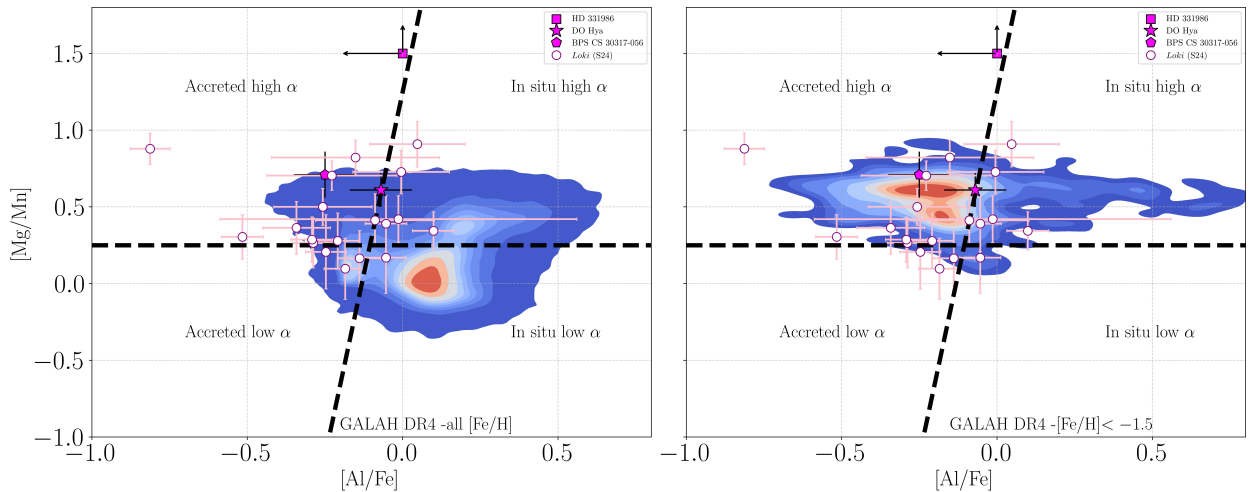 HD 331986
DO Hya
BPS CS 30317-056
Loki (S24)
Accreted high α
In situ high α
Accreted low α
In situ low α
GALAH DR4 -all [Fe/H]
1.5
1.0
0.5
0.0
−0.5
−1.0
[Mg/Mn]
−1.0
−0.5
0.0
0.5
[Al/Fe]
HD 331986
DO Hya
BPS CS 30317-056
Loki (S24)
Accreted high α
In situ high α
Accreted low α
In situ low α
GALAH DR4 -[Fe/H]< −1.5
−1.0
−0.5
0.0
0.5
[Al/Fe]